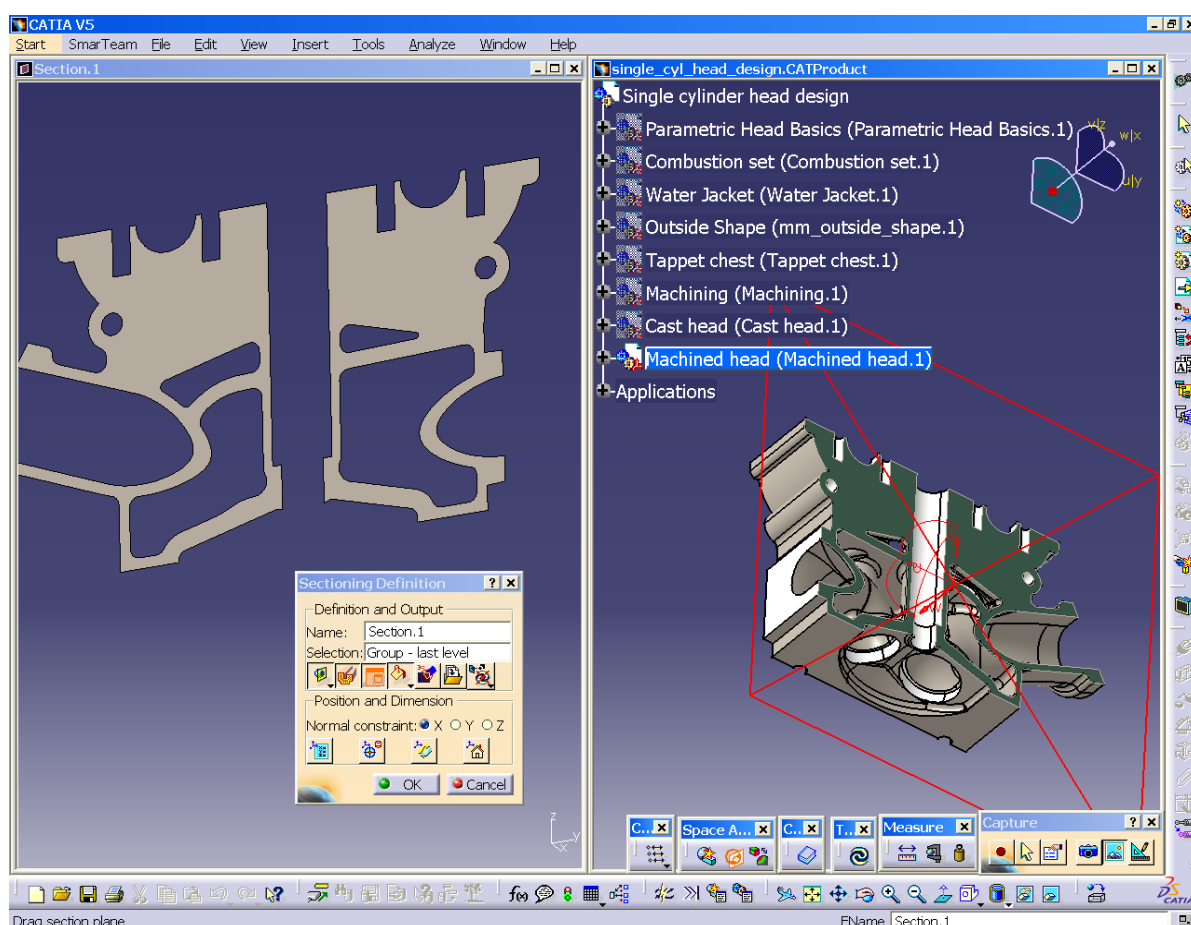 CATIA V5
Start SmarTeam File Edit View Insert Tools Analyze Window Help
Section.1
single_cyl_head_design.CATProduct
Single cylinder head design
Parametric Head Basics (Parametric Head Basics.1)
Combustion set (Combustion set.1)
Water Jacket (Water Jacket.1)
Outside Shape (mm_outside_shape.1)
Tappet chest (Tappet chest.1)
Machining (Machining.1)
Cast head (Cast head.1)
Machined head (Machined head.1)
Applications
v|z
w|x
u|y
Sectioning Definition
Definition and Output
Name: Section.1
Selection: Group - last level
Position and Dimension
Normal constraint: X Y Z
OK Cancel
z
y
x
C... Space A... C... T... Measure Capture
f(x)
CATIA
Drag section plane
EName Section.1